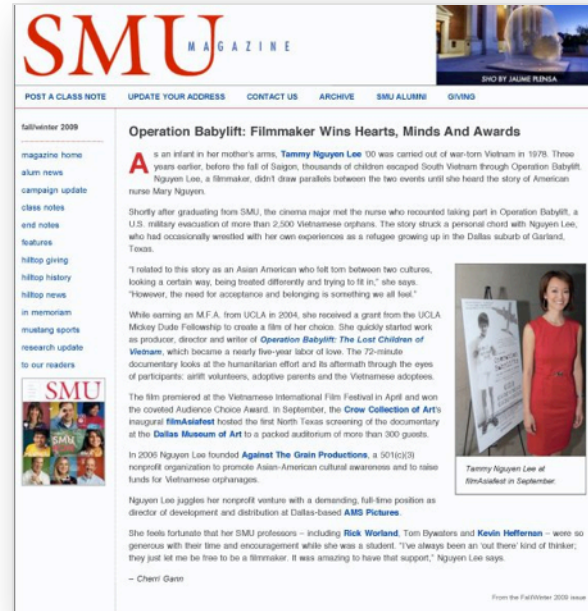 SMU
MAGAZINE
SHO BY JAUME PLENSA
POST A CLASS NOTE UPDATE YOUR ADDRESS CONTACT US ARCHIVE SMU ALUMNI GIVING
fall/winter 2009
magazine home
alum news
campaign update
class notes
end notes
features
hilltop giving
hilltop history
hilltop news
in memoriam
mustang sports
research update
to our readers
SMU
Operation Babylift: Filmmaker Wins Hearts, Minds And Awards
As an infant in her mother's arms, Tammy Nguyen Lee '00 was carried out of war-torn Vietnam in 1978. Three
years earlier, before the fall of Saigon, thousands of children escaped South Vietnam through Operation Babylift.
Nguyen Lee, a filmmaker, didn't draw parallels between the two events until she heard the story of American
nurse Mary Nguyen.
Shortly after graduating from SMU, the cinema major met the nurse who recounted taking part in Operation Babylift, a
U.S. military evacuation of more than 2,500 Vietnamese orphans. The story struck a personal chord with Nguyen Lee,
who had occasionally wrestled with her own experiences as a refugee growing up in the Dallas suburb of Garland,
Texas.
"I related to this story as an Asian American who felt torn between two cultures,
looking a certain way, being treated differently and trying to fit in," she says.
"However, the need for acceptance and belonging is something we all feel."
While earning an M.F.A. from UCLA in 2004, she received a grant from the UCLA
Mickey Dude Fellowship to create a film of her choice. She quickly started work
as producer, director and writer of Operation Babylift: The Lost Children of
Vietnam, which became a nearly five-year labor of love. The 72-minute
documentary looks at the humanitarian effort and its aftermath through the eyes
of participants: airlift volunteers, adoptive parents and the Vietnamese adoptees.
The film premiered at the Vietnamese International Film Festival in April and won
the coveted Audience Choice Award. In September, the Crow Collection of Art's
inaugural filmAsiafest hosted the first North Texas screening of the documentary
at the Dallas Museum of Art to a packed auditorium of more than 300 guests.
In 2006 Nguyen Lee founded Against The Grain Productions, a 501(c)(3)
nonprofit organization to promote Asian-American cultural awareness and to raise
funds for Vietnamese orphanages.
Tammy Nguyen Lee at
filmAsiafest in September.
Nguyen Lee juggles her nonprofit venture with a demanding, full-time position as
director of development and distribution at Dallas-based AMS Pictures.
She feels fortunate that her SMU professors – including Rick Worland, Tom Bywaters and Kevin Heffernan – were so
generous with their time and encouragement while she was a student. "I've always been an 'out there' kind of thinker;
they just let me be free to be a filmmaker. It was amazing to have that support," Nguyen Lee says.
– Cherri Gann
From the Fall/Winter 2009 issue